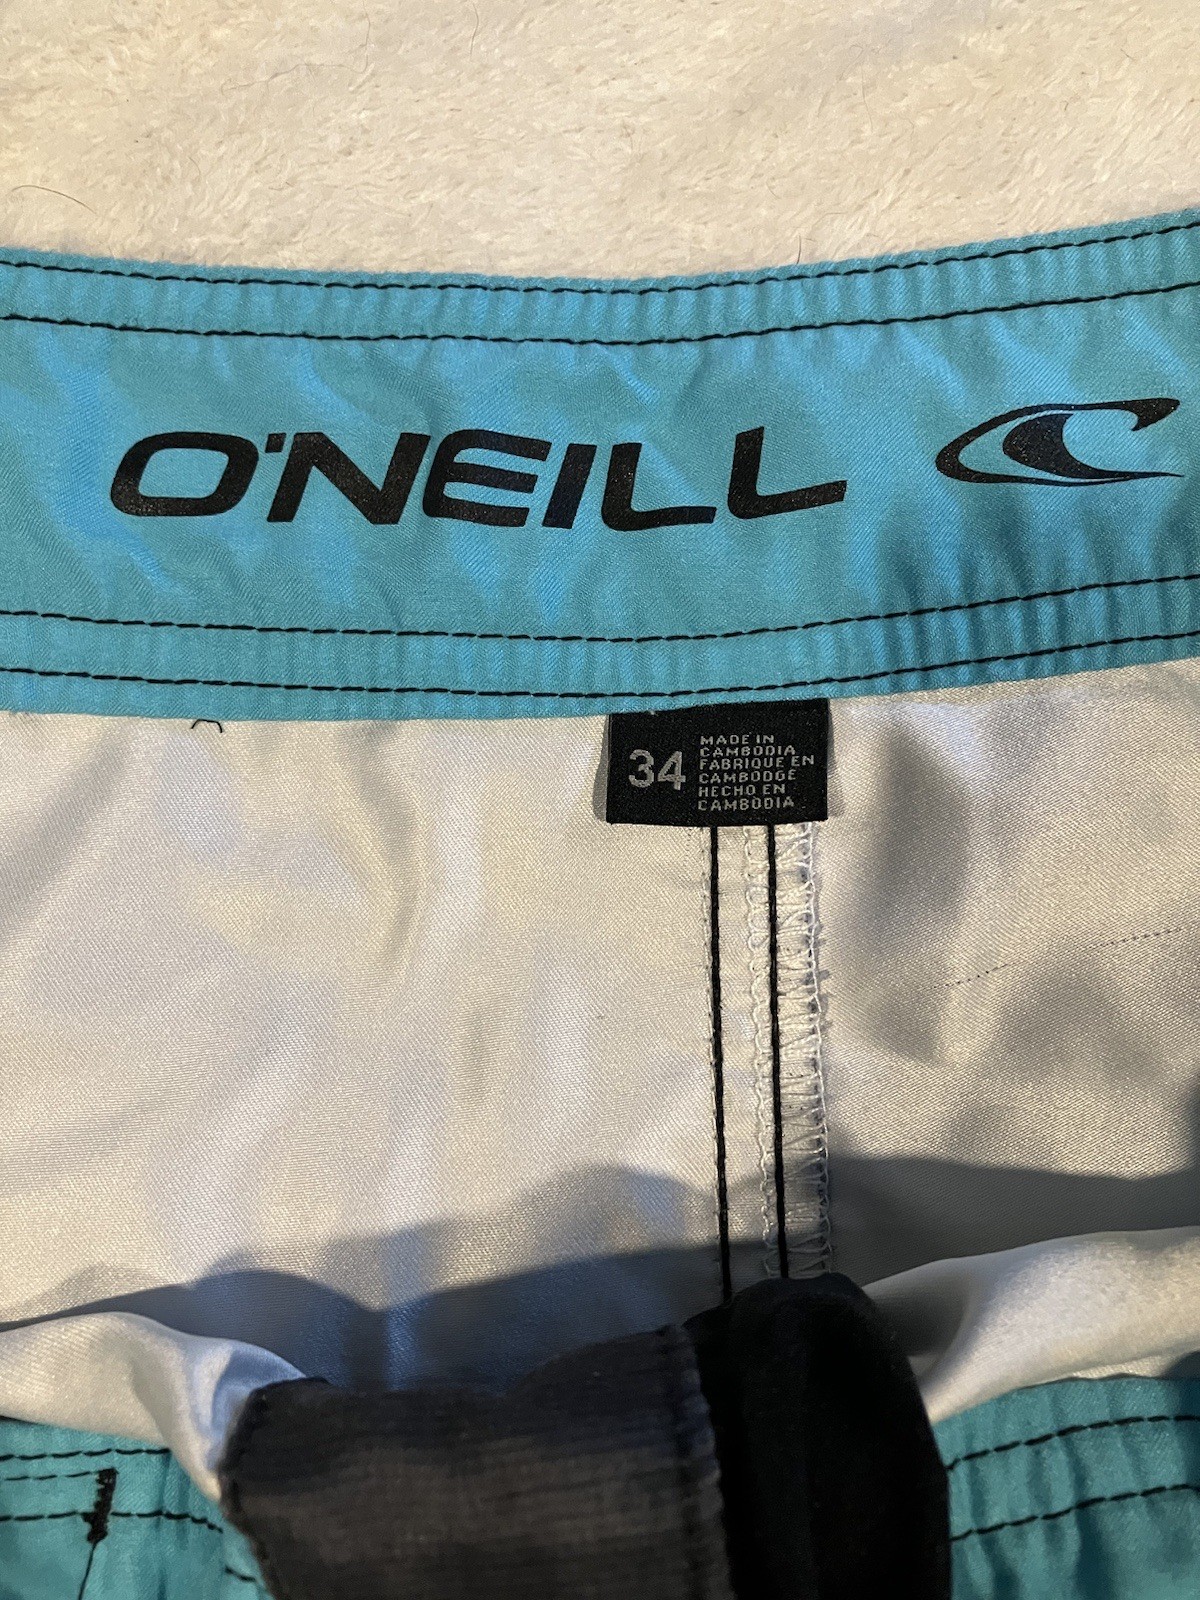 O'NEILL
34
MADE IN
CAMBODIA
FABRIQUE EN
CAMBODGE
HECHO EN
CAMBODIA